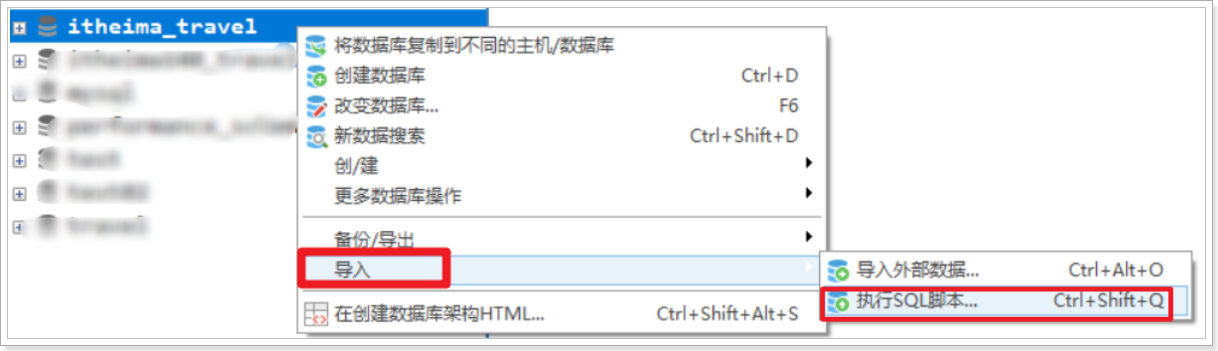 itheima_travel
将数据库复制到不同的主机/数据库
创建数据库 Ctrl+D
改变数据库... F6
新数据搜索 Ctrl+Shift+D
创/建
更多数据库操作
备份/导出
导入
导入外部数据... Ctrl+Alt+O
执行SQL脚本... Ctrl+Shift+Q
在创建数据库架构HTML... Ctrl+Shift+Alt+S